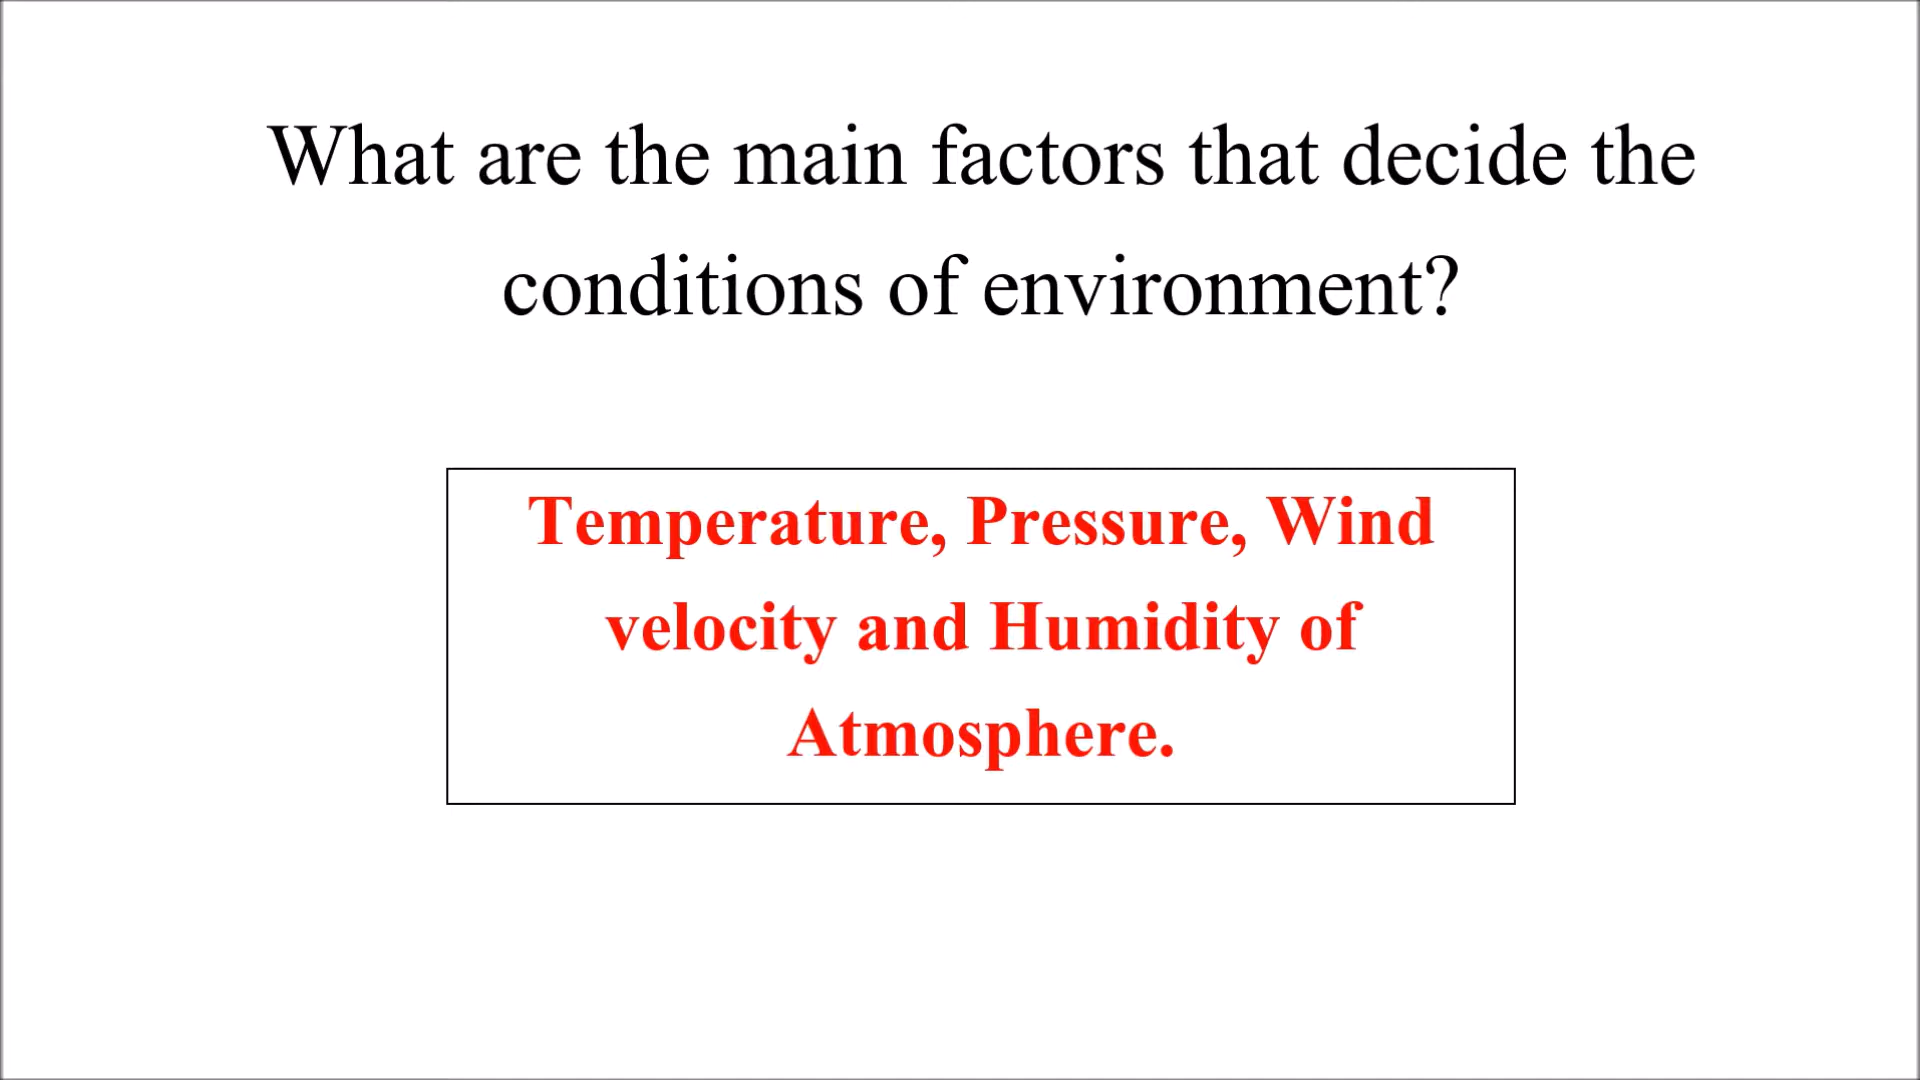 What are the main factors that decide the
conditions of environment?
Temperature, Pressure, Wind
velocity and Humidity of
Atmosphere.